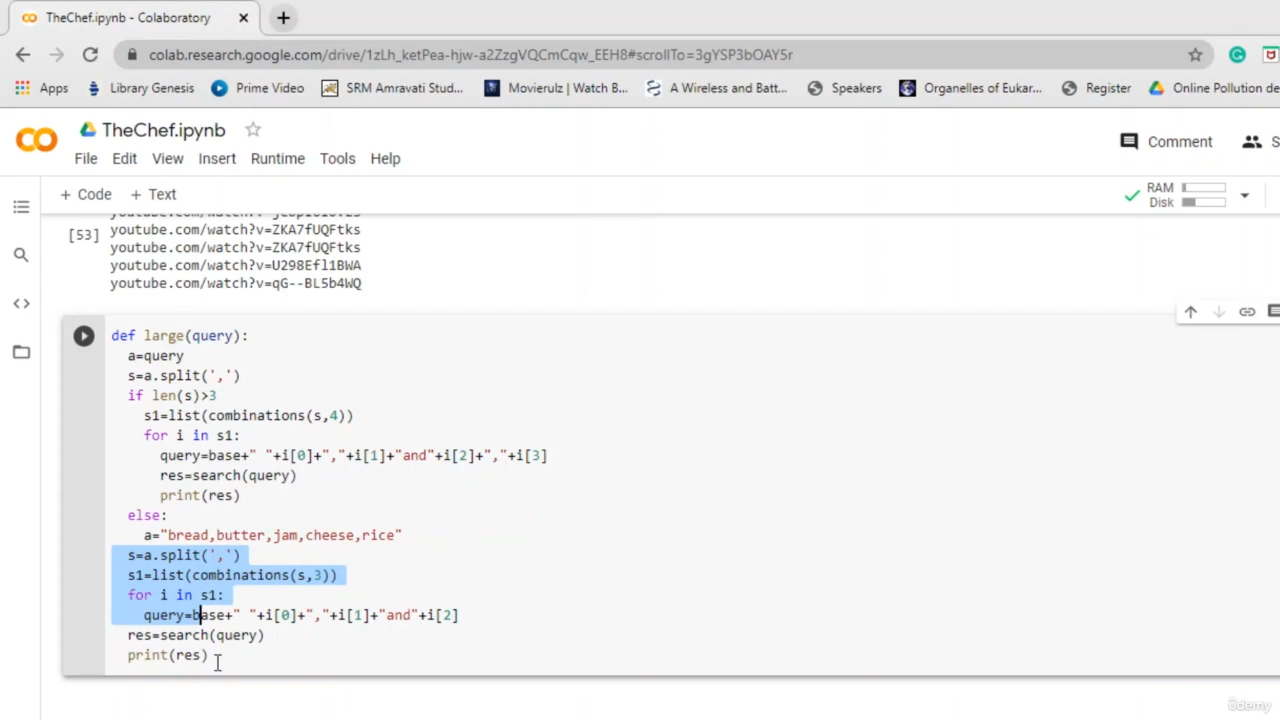 TheChef.ipynb - Colaboratory
colab.research.google.com/drive/1zLh_ketPea-hjw-a2ZzgVQCmCqw_EEH8#scrollTo=3gYSP3bOAY5r
Apps Library Genesis Prime Video SRM Amravati Stud... Movierulz | Watch B... A Wireless and Batt... Speakers Organelles of Eukar... Register Online Pollution de
CO TheChef.ipynb
Comment S
File Edit View Insert Runtime Tools Help
+ Code + Text
RAM
Disk
[53]
youtube.com/watch?v=ZKA7fUQFtks
youtube.com/watch?v=ZKA7fUQFtks
youtube.com/watch?v=U298Efl1BWA
youtube.com/watch?v=qG--BL5b4WQ
def large(query):
a=query
s=a.split(',')
if len(s)>3
s1=list(combinations(s,4))
for i in s1:
query=base+" "+i[0]+","+i[1]+"and"+i[2]+","+i[3]
res=search(query)
print(res)
else:
a="bread,butter,jam,cheese,rice"
s=a.split(',')
s1=list(combinations(s,3))
for i in s1:
query=base+" "+i[0]+","+i[1]+"and"+i[2]
res=search(query)
print(res)
ûdemy